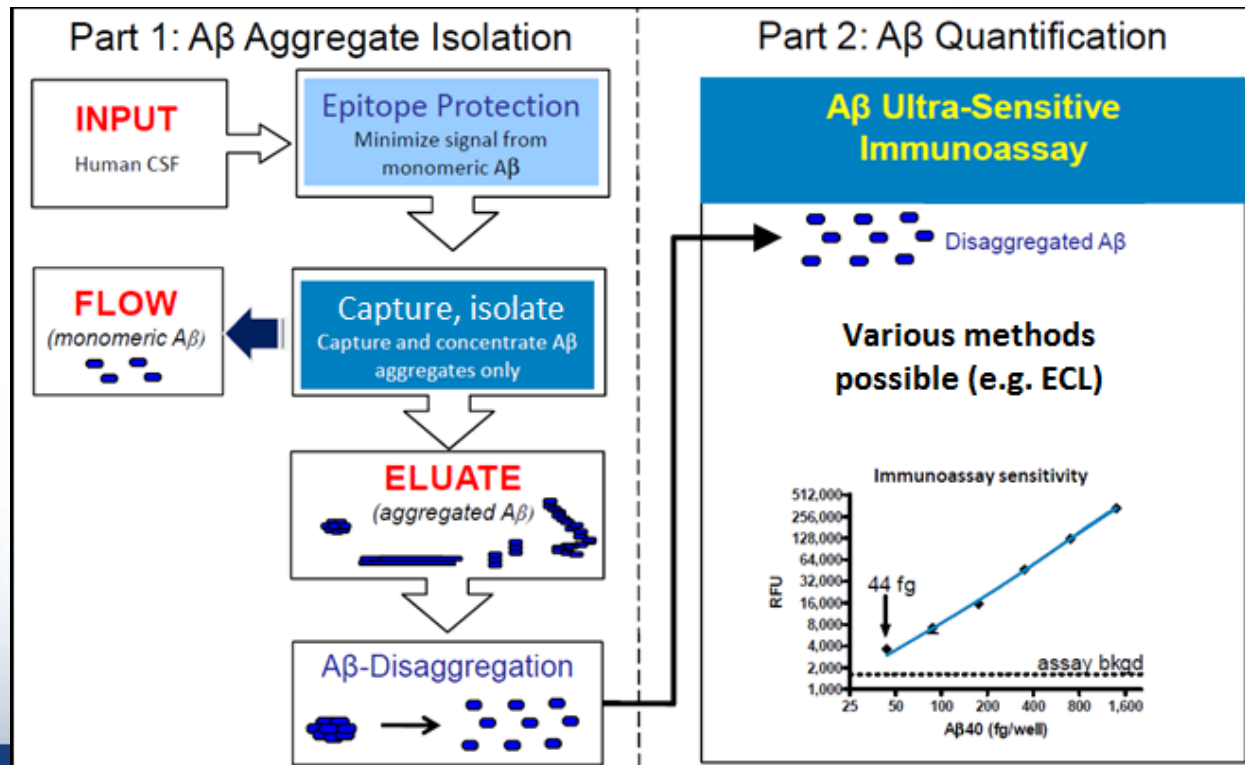 Part 1: Aβ Aggregate Isolation
INPUT
Human CSF
Epitope Protection
Minimize signal from
monomeric Aβ
FLOW
(monomeric Aβ)
Capture, isolate
Capture and concentrate Aβ
aggregates only
ELUATE
(aggregated Aβ)
Aβ-Disaggregation
Part 2: Aβ Quantification
Aβ Ultra-Sensitive
Immunoassay
Disaggregated Aβ
Various methods
possible (e.g. ECL)
Immunoassay sensitivity
512,000
256,000
128,000
64,000
32,000
16,000
8,000
4,000
2,000
1,000
RFU
44 fg
assay bkgd
25 50 100 200 400 800 1,600
Aβ40 (fg/well)